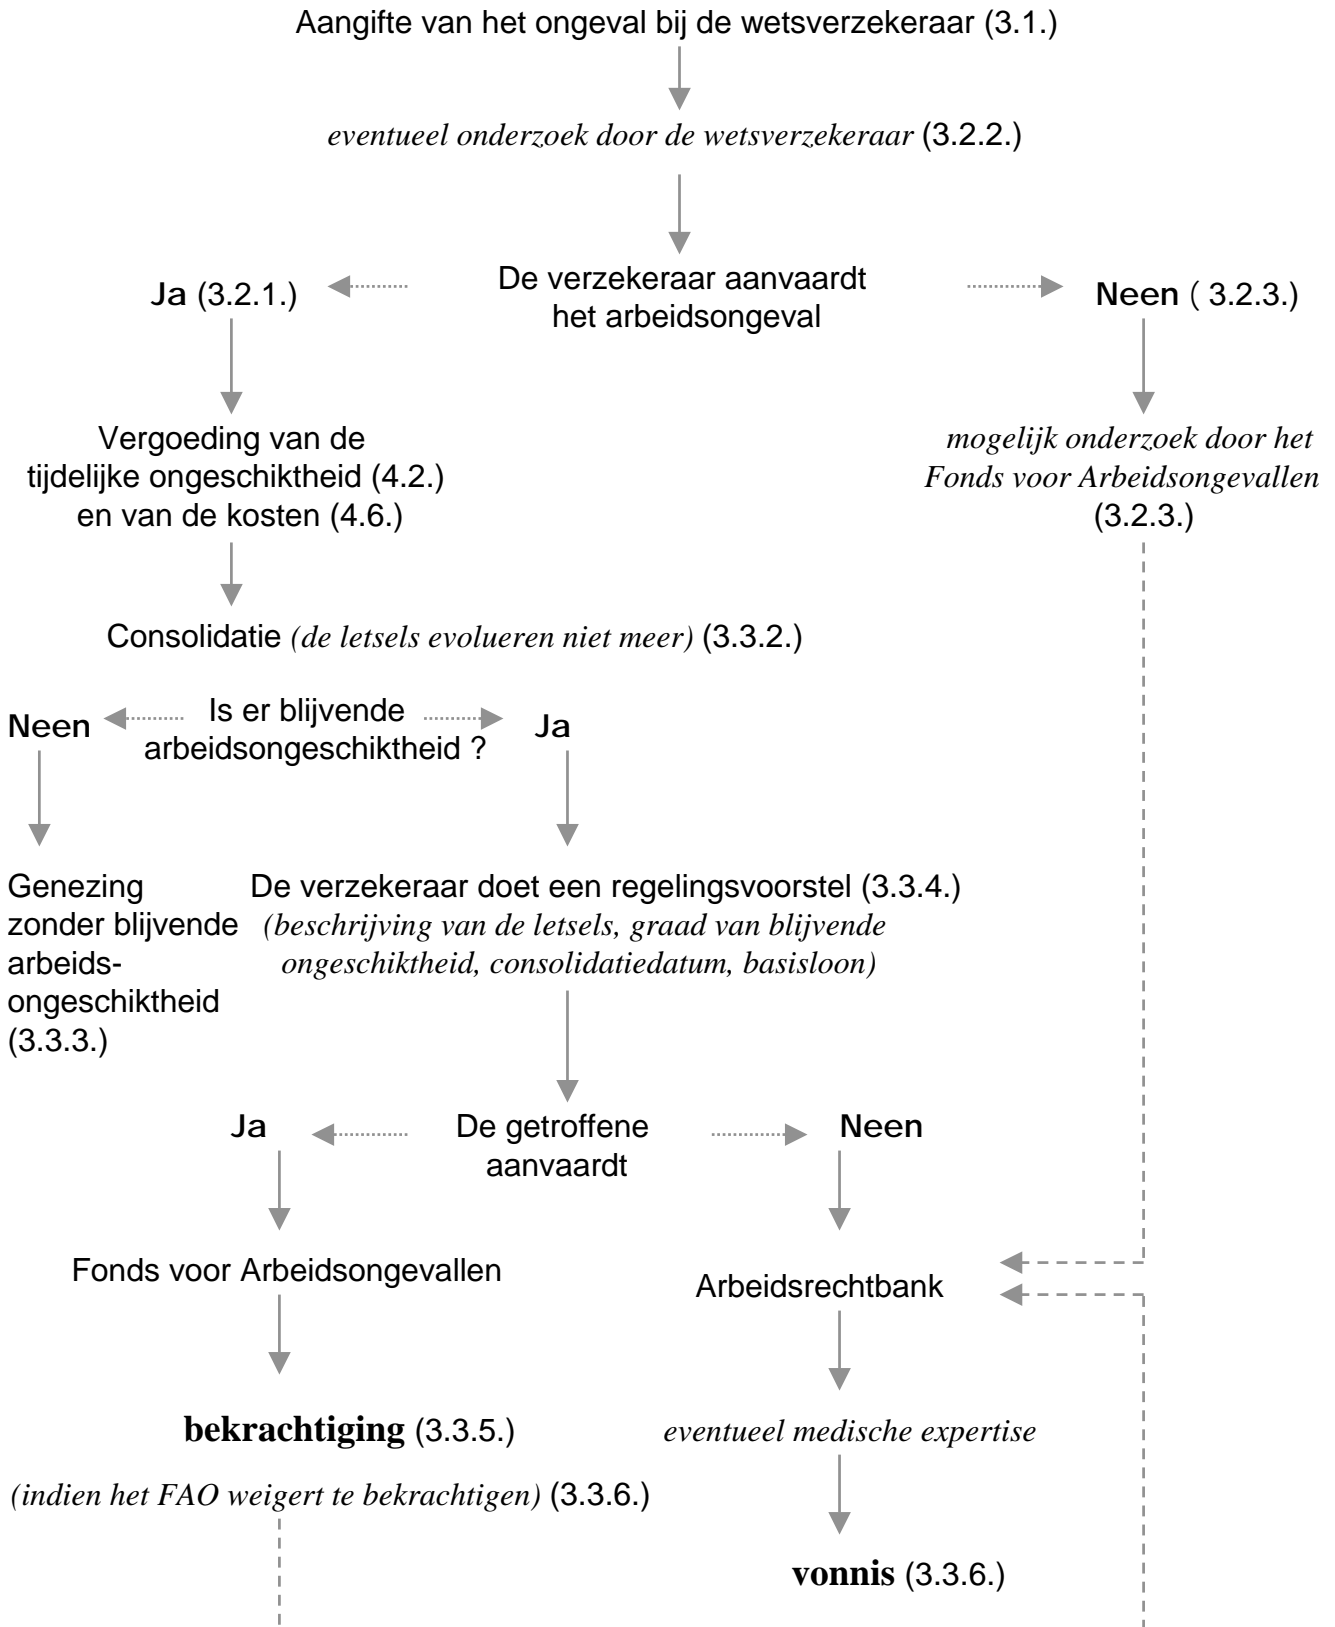 Aangifte van het ongeval bij de wetsverzekeraar (3.1.)
eventueel onderzoek door de wetsverzekeraar (3.2.2.)
De verzekeraar aanvaardt
het arbeidsongeval
Ja (3.2.1.)
Neen ( 3.2.3.)
Vergoeding van de
tijdelijke ongeschiktheid (4.2.)
en van de kosten (4.6.)
mogelijk onderzoek door het
Fonds voor Arbeidsongevallen
(3.2.3.)
Consolidatie (de letsels evolueren niet meer) (3.3.2.)
Is er blijvende
arbeidsongeschiktheid ?
Neen
Ja
Genezing
zonder blijvende
arbeids-
ongeschiktheid
(3.3.3.)
De verzekeraar doet een regelingsvoorstel (3.3.4.)
(beschrijving van de letsels, graad van blijvende
ongeschiktheid, consolidatiedatum, basisloon)
De getroffene
aanvaardt
Ja
Neen
Fonds voor Arbeidsongevallen
Arbeidsrechtbank
bekrachtiging (3.3.5.)
eventueel medische expertise
(indien het FAO weigert te bekrachtigen) (3.3.6.)
vonnis (3.3.6.)